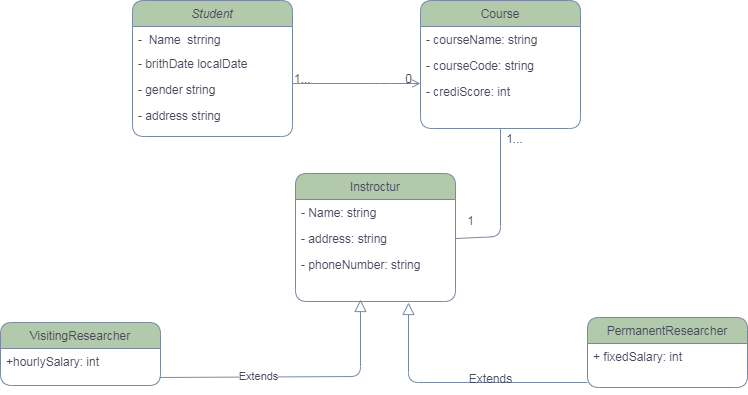 Student
- Name strring
- brithDate localDate
- gender string
- address string
1...
0
Course
- courseName: string
- courseCode: string
- crediScore: int
1...
1
Instroctur
- Name: string
- address: string
- phoneNumber: string
VisitingResearcher
+hourlySalary: int
Extends
PermanentResearcher
+ fixedSalary: int
Extends